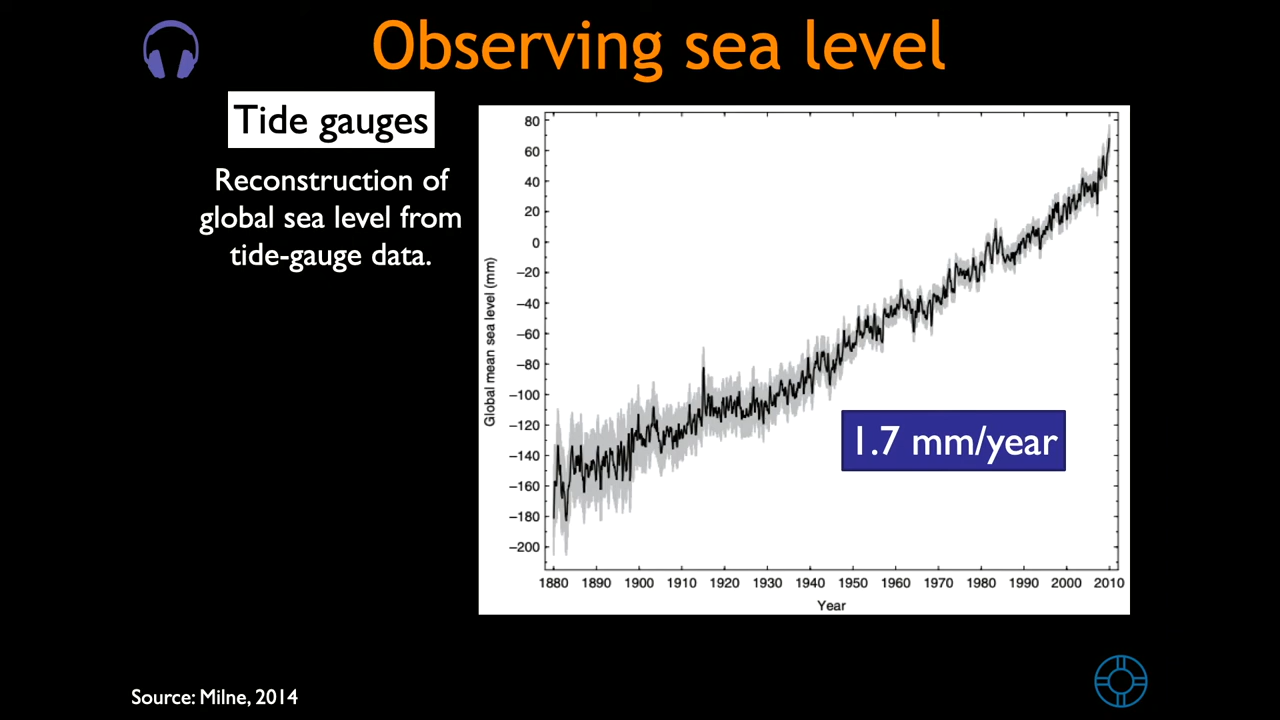 Observing sea level
Tide gauges
Reconstruction of
global sea level from
tide-gauge data.
80
60
40
20
0
−20
−40
−60
−80
−100
−120
−140
−160
−180
−200
Global mean sea level (mm)
1.7 mm/year
1880 1890 1900 1910 1920 1930 1940 1950 1960 1970 1980 1990 2000 2010
Year
Source: Milne, 2014